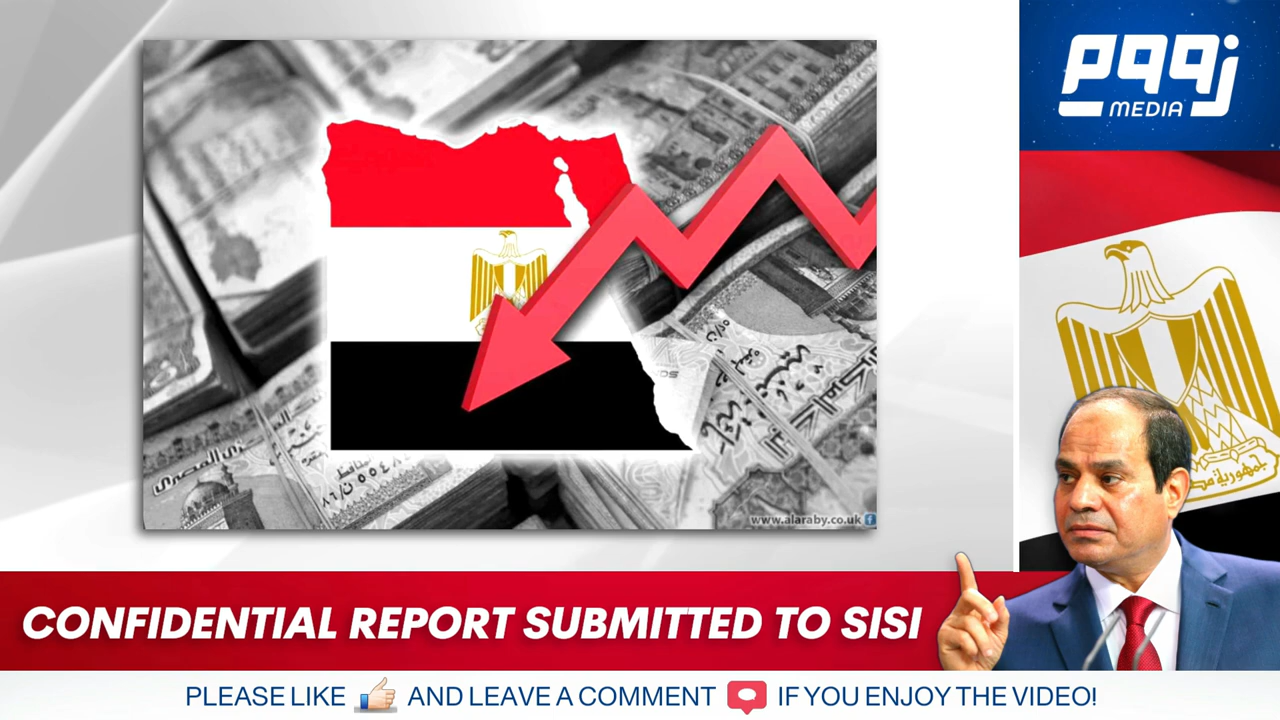 زووم
MEDIA
www.alaraby.co.uk
CONFIDENTIAL REPORT SUBMITTED TO SISI
PLEASE LIKE AND LEAVE A COMMENT IF YOU ENJOY THE VIDEO!